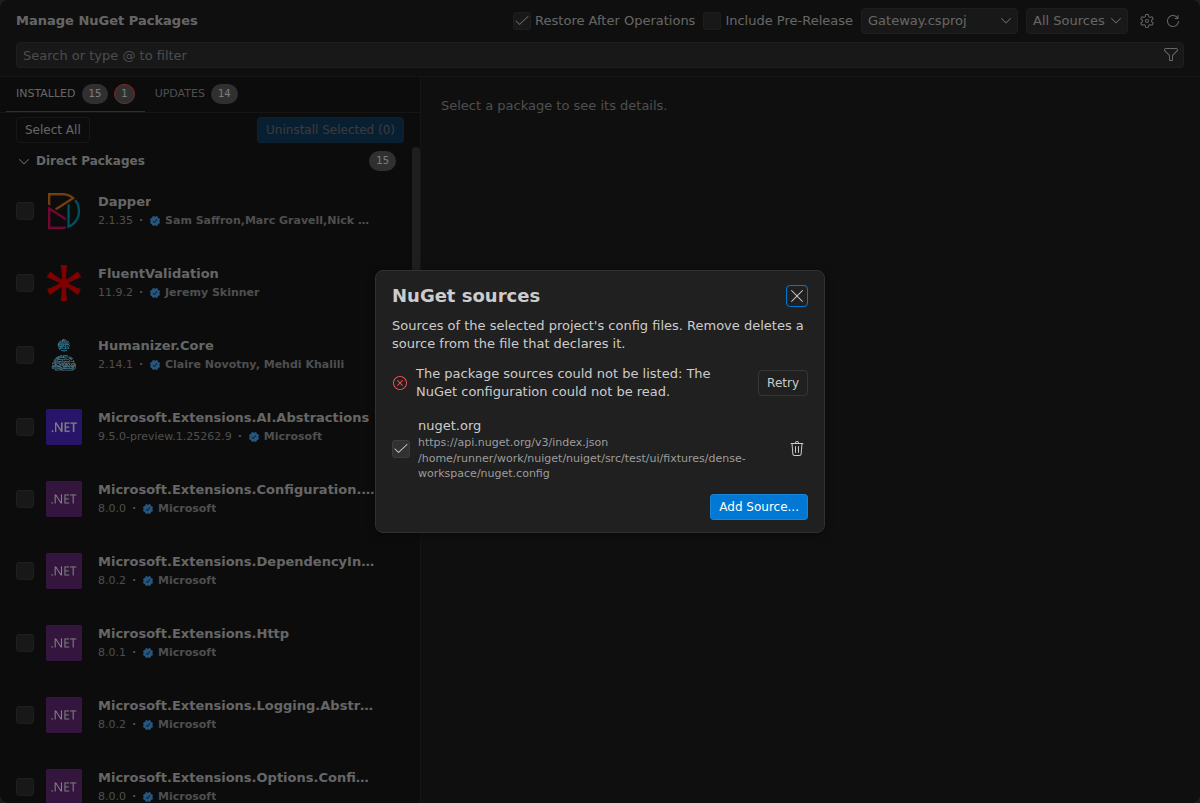 Manage NuGet Packages
Restore After Operations
Include Pre-Release
Gateway.csproj
All Sources
Search or type @ to filter
INSTALLED 15 1 UPDATES 14
Select a package to see its details.
Select All
Uninstall Selected (0)
Direct Packages 15
Dapper
2.1.35 · Sam Saffron,Marc Gravell,Nick ...
FluentValidation
11.9.2 · Jeremy Skinner
Humanizer.Core
2.14.1 · Claire Novotny, Mehdi Khalili
.NET
Microsoft.Extensions.AI.Abstractions
9.5.0-preview.1.25262.9 · Microsoft
.NET
Microsoft.Extensions.Configuration....
8.0.0 · Microsoft
.NET
Microsoft.Extensions.DependencyIn...
8.0.2 · Microsoft
.NET
Microsoft.Extensions.Http
8.0.1 · Microsoft
.NET
Microsoft.Extensions.Logging.Abstr...
8.0.2 · Microsoft
.NET
Microsoft.Extensions.Options.Confi...
8.0.0 · Microsoft
NuGet sources
Sources of the selected project's config files. Remove deletes a
source from the file that declares it.
The package sources could not be listed: The
NuGet configuration could not be read.
Retry
nuget.org
https://api.nuget.org/v3/index.json
/home/runner/work/nuiget/nuiget/src/test/ui/fixtures/dense-
workspace/nuget.config
Add Source...